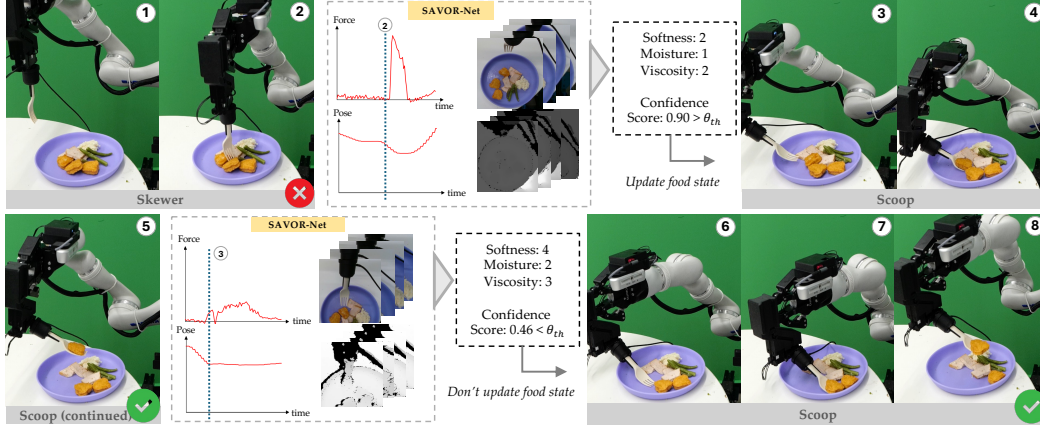 1
2
Skewer
SAVOR-Net
Force
2
time
Pose
time
Softness: 2
Moisture: 1
Viscosity: 2
Confidence
Score: 0.90 > θth
Update food state
3
4
Scoop
5
Scoop (continued)
SAVOR-Net
Force
3
time
Pose
time
Softness: 4
Moisture: 2
Viscosity: 3
Confidence
Score: 0.46 < θth
Don't update food state
6
7
8
Scoop